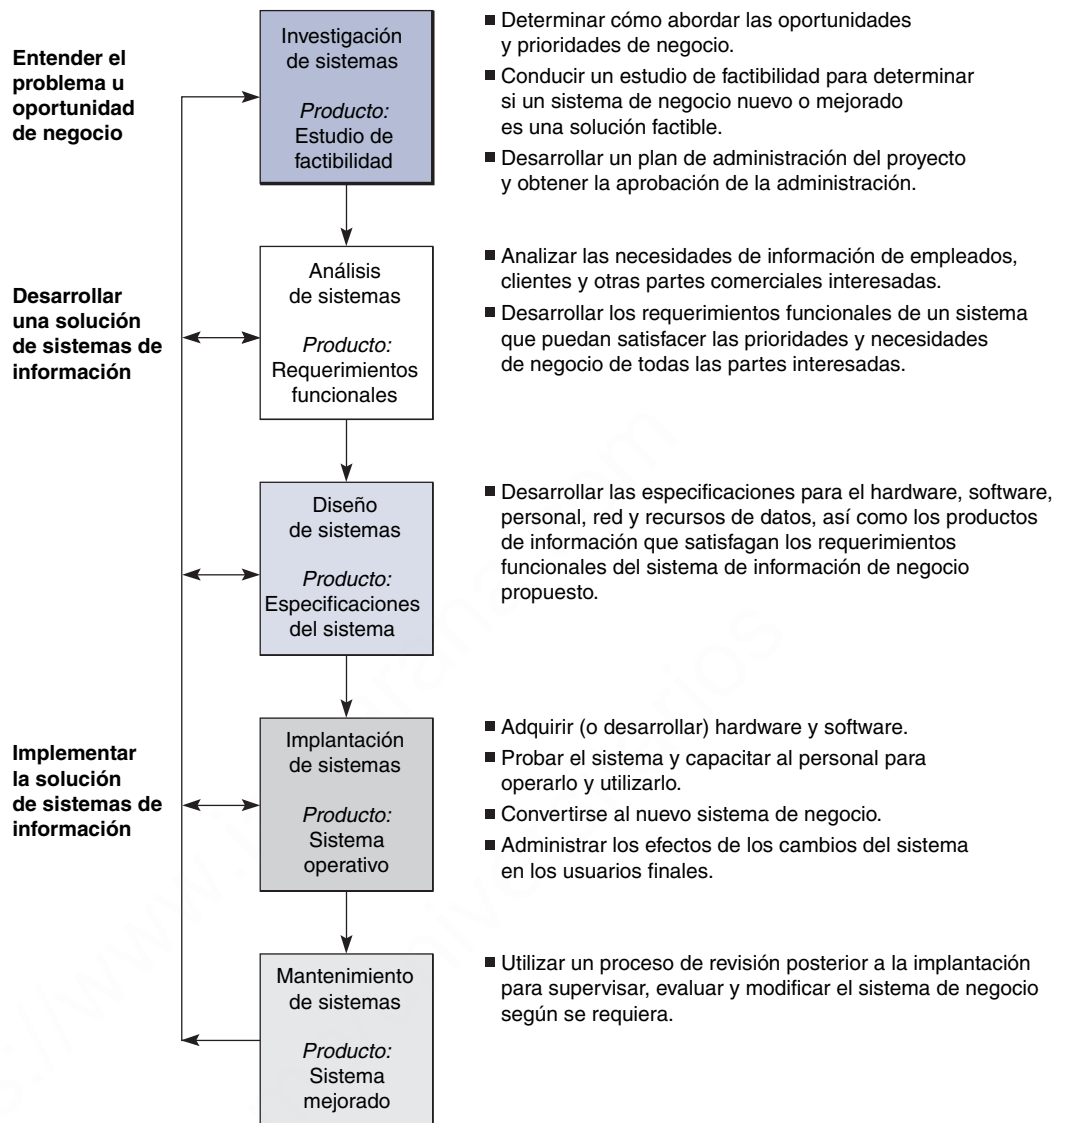 Entender el
problema u
oportunidad
de negocio
Investigación
de sistemas
Producto:
Estudio de
factibilidad
■ Determinar cómo abordar las oportunidades
y prioridades de negocio.
■ Conducir un estudio de factibilidad para determinar
si un sistema de negocio nuevo o mejorado
es una solución factible.
■ Desarrollar un plan de administración del proyecto
y obtener la aprobación de la administración.
Desarrollar
una solución
de sistemas de
información
Análisis
de sistemas
Producto:
Requerimientos
funcionales
■ Analizar las necesidades de información de empleados,
clientes y otras partes comerciales interesadas.
■ Desarrollar los requerimientos funcionales de un sistema
que puedan satisfacer las prioridades y necesidades
de negocio de todas las partes interesadas.
Diseño
de sistemas
Producto:
Especificaciones
del sistema
■ Desarrollar las especificaciones para el hardware, software,
personal, red y recursos de datos, así como los productos
de información que satisfagan los requerimientos
funcionales del sistema de información de negocio
propuesto.
Implementar
la solución
de sistemas de
información
Implantación
de sistemas
Producto:
Sistema
operativo
■ Adquirir (o desarrollar) hardware y software.
■ Probar el sistema y capacitar al personal para
operarlo y utilizarlo.
■ Convertirse al nuevo sistema de negocio.
■ Administrar los efectos de los cambios del sistema
en los usuarios finales.
Mantenimiento
de sistemas
Producto:
Sistema
mejorado
■ Utilizar un proceso de revisión posterior a la implantación
para supervisar, evaluar y modificar el sistema de negocio
según se requiera.